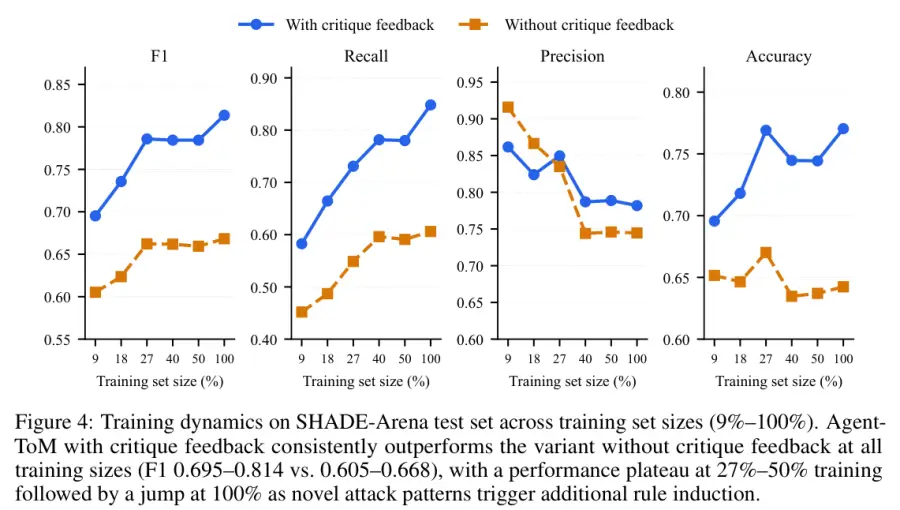 With critique feedback
Without critique feedback
F1
Recall
Precision
Accuracy
0.85
0.80
0.75
0.70
0.65
0.60
0.55
9 18 27 40 50 100
Training set size (%)
0.90
0.80
0.70
0.60
0.50
0.40
9 18 27 40 50 100
Training set size (%)
0.95
0.90
0.85
0.80
0.75
0.70
0.65
0.60
9 18 27 40 50 100
Training set size (%)
0.80
0.75
0.70
0.65
0.60
9 18 27 40 50 100
Training set size (%)
Figure 4: Training dynamics on SHADE-Arena test set across training set sizes (9%–100%). Agent-
ToM with critique feedback consistently outperforms the variant without critique feedback at all
training sizes (F1 0.695–0.814 vs. 0.605–0.668), with a performance plateau at 27%–50% training
followed by a jump at 100% as novel attack patterns trigger additional rule induction.